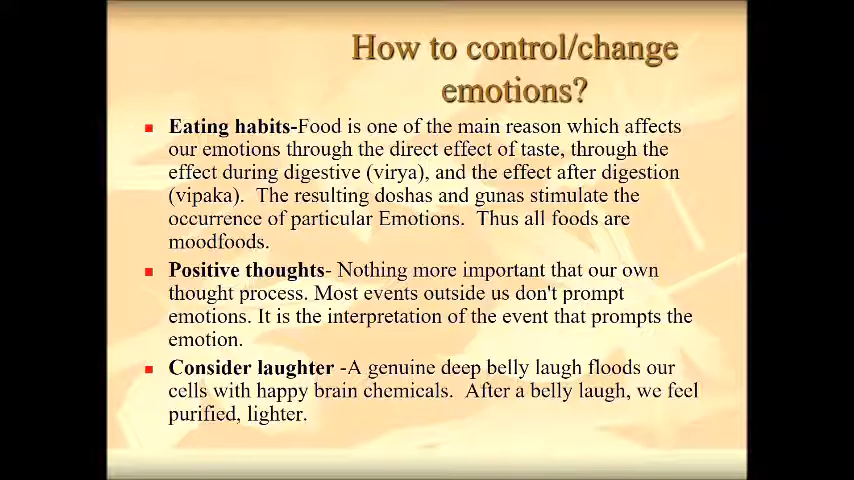 How to control/change
emotions?
Eating habits-Food is one of the main reason which affects
our emotions through the direct effect of taste, through the
effect during digestive (virya), and the effect after digestion
(vipaka).  The resulting doshas and gunas stimulate the
occurrence of particular Emotions.  Thus all foods are
moodfoods.
Positive thoughts- Nothing more important that our own
thought process. Most events outside us don't prompt
emotions. It is the interpretation of the event that prompts the
emotion.
Consider laughter -A genuine deep belly laugh floods our
cells with happy brain chemicals.  After a belly laugh, we feel
purified, lighter.